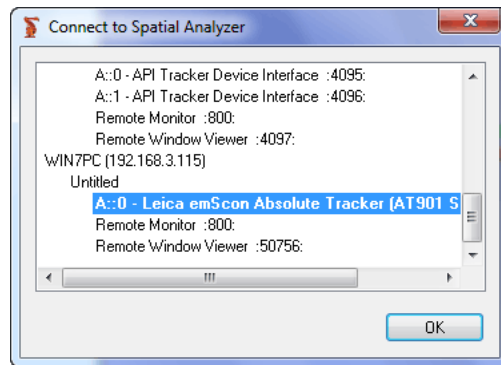 Connect to Spatial Analyzer
A::0 - API Tracker Device Interface :4095:
A::1 - API Tracker Device Interface :4096:
Remote Monitor :800:
Remote Window Viewer :4097:
WIN7PC (192.168.3.115)
Untitled
A::0 - Leica emScon Absolute Tracker (AT901 S
Remote Monitor :800:
Remote Window Viewer :50756:
OK